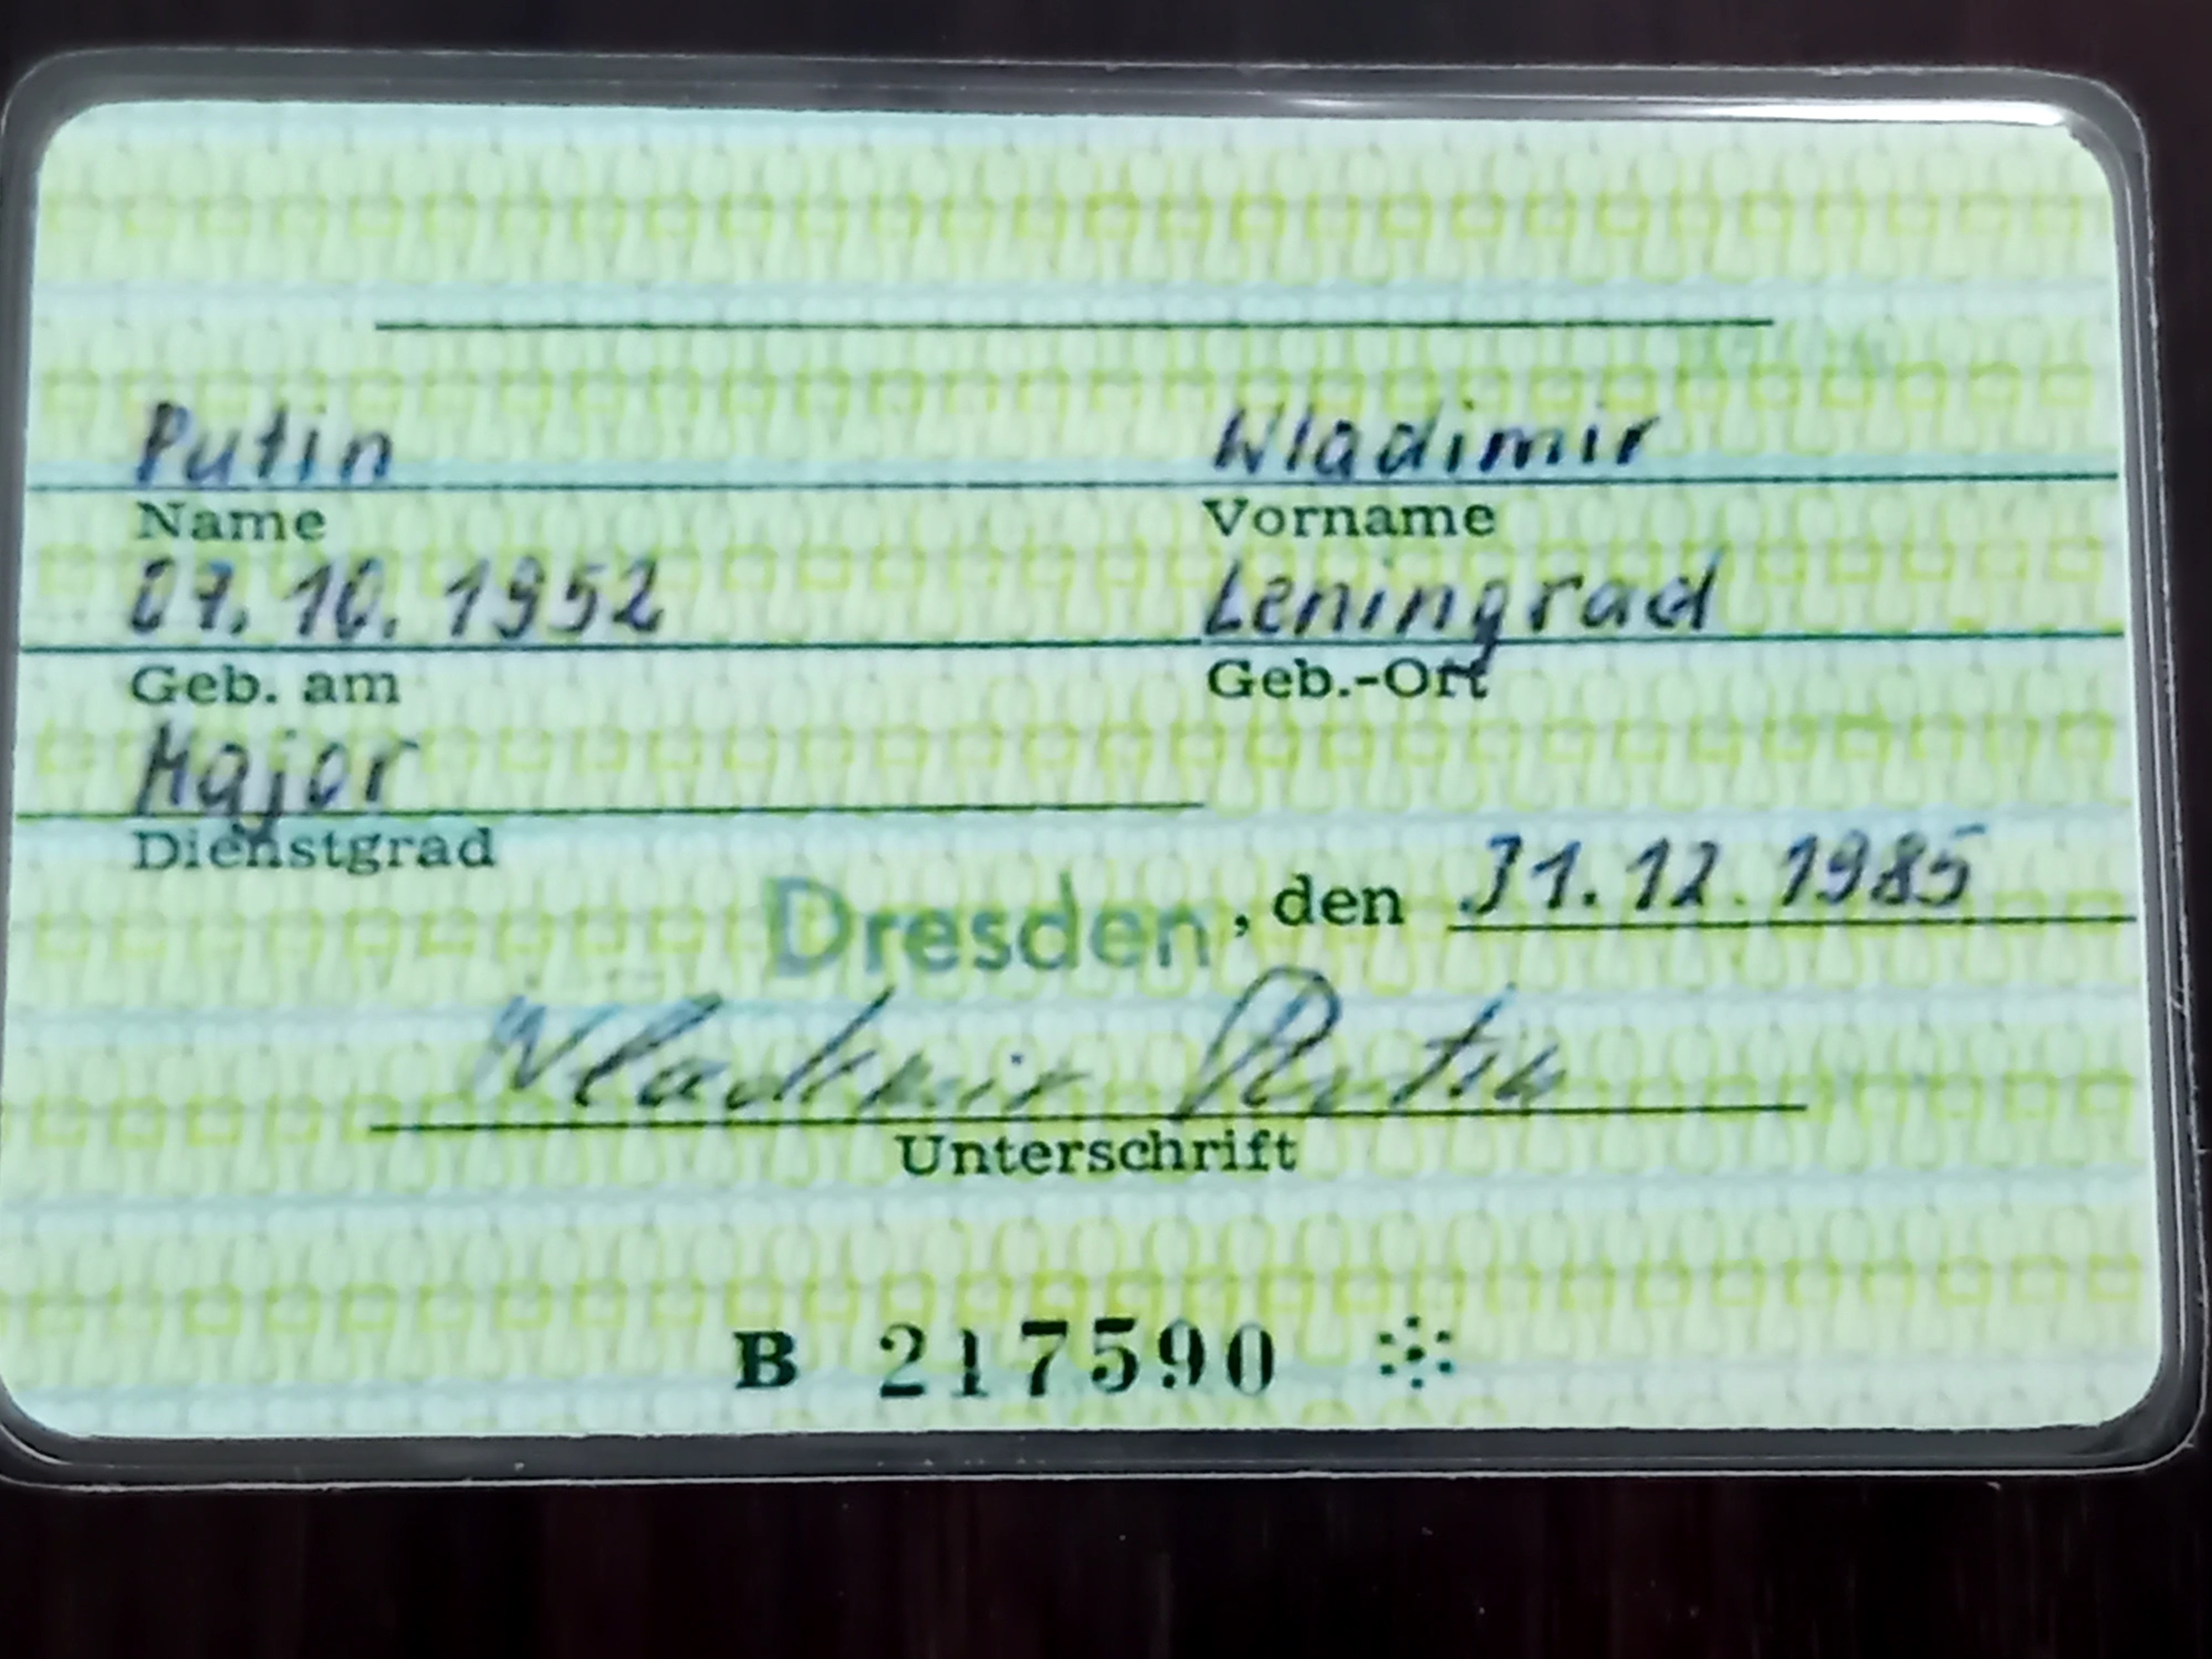 Putin Wladimir
Name Vorname
07.10.1952 Leningrad
Geb. am Geb.-Ort
Major
Dienstgrad
Dresden, den 31.12.1985
Wladimir Putin
Unterschrift
B 217590